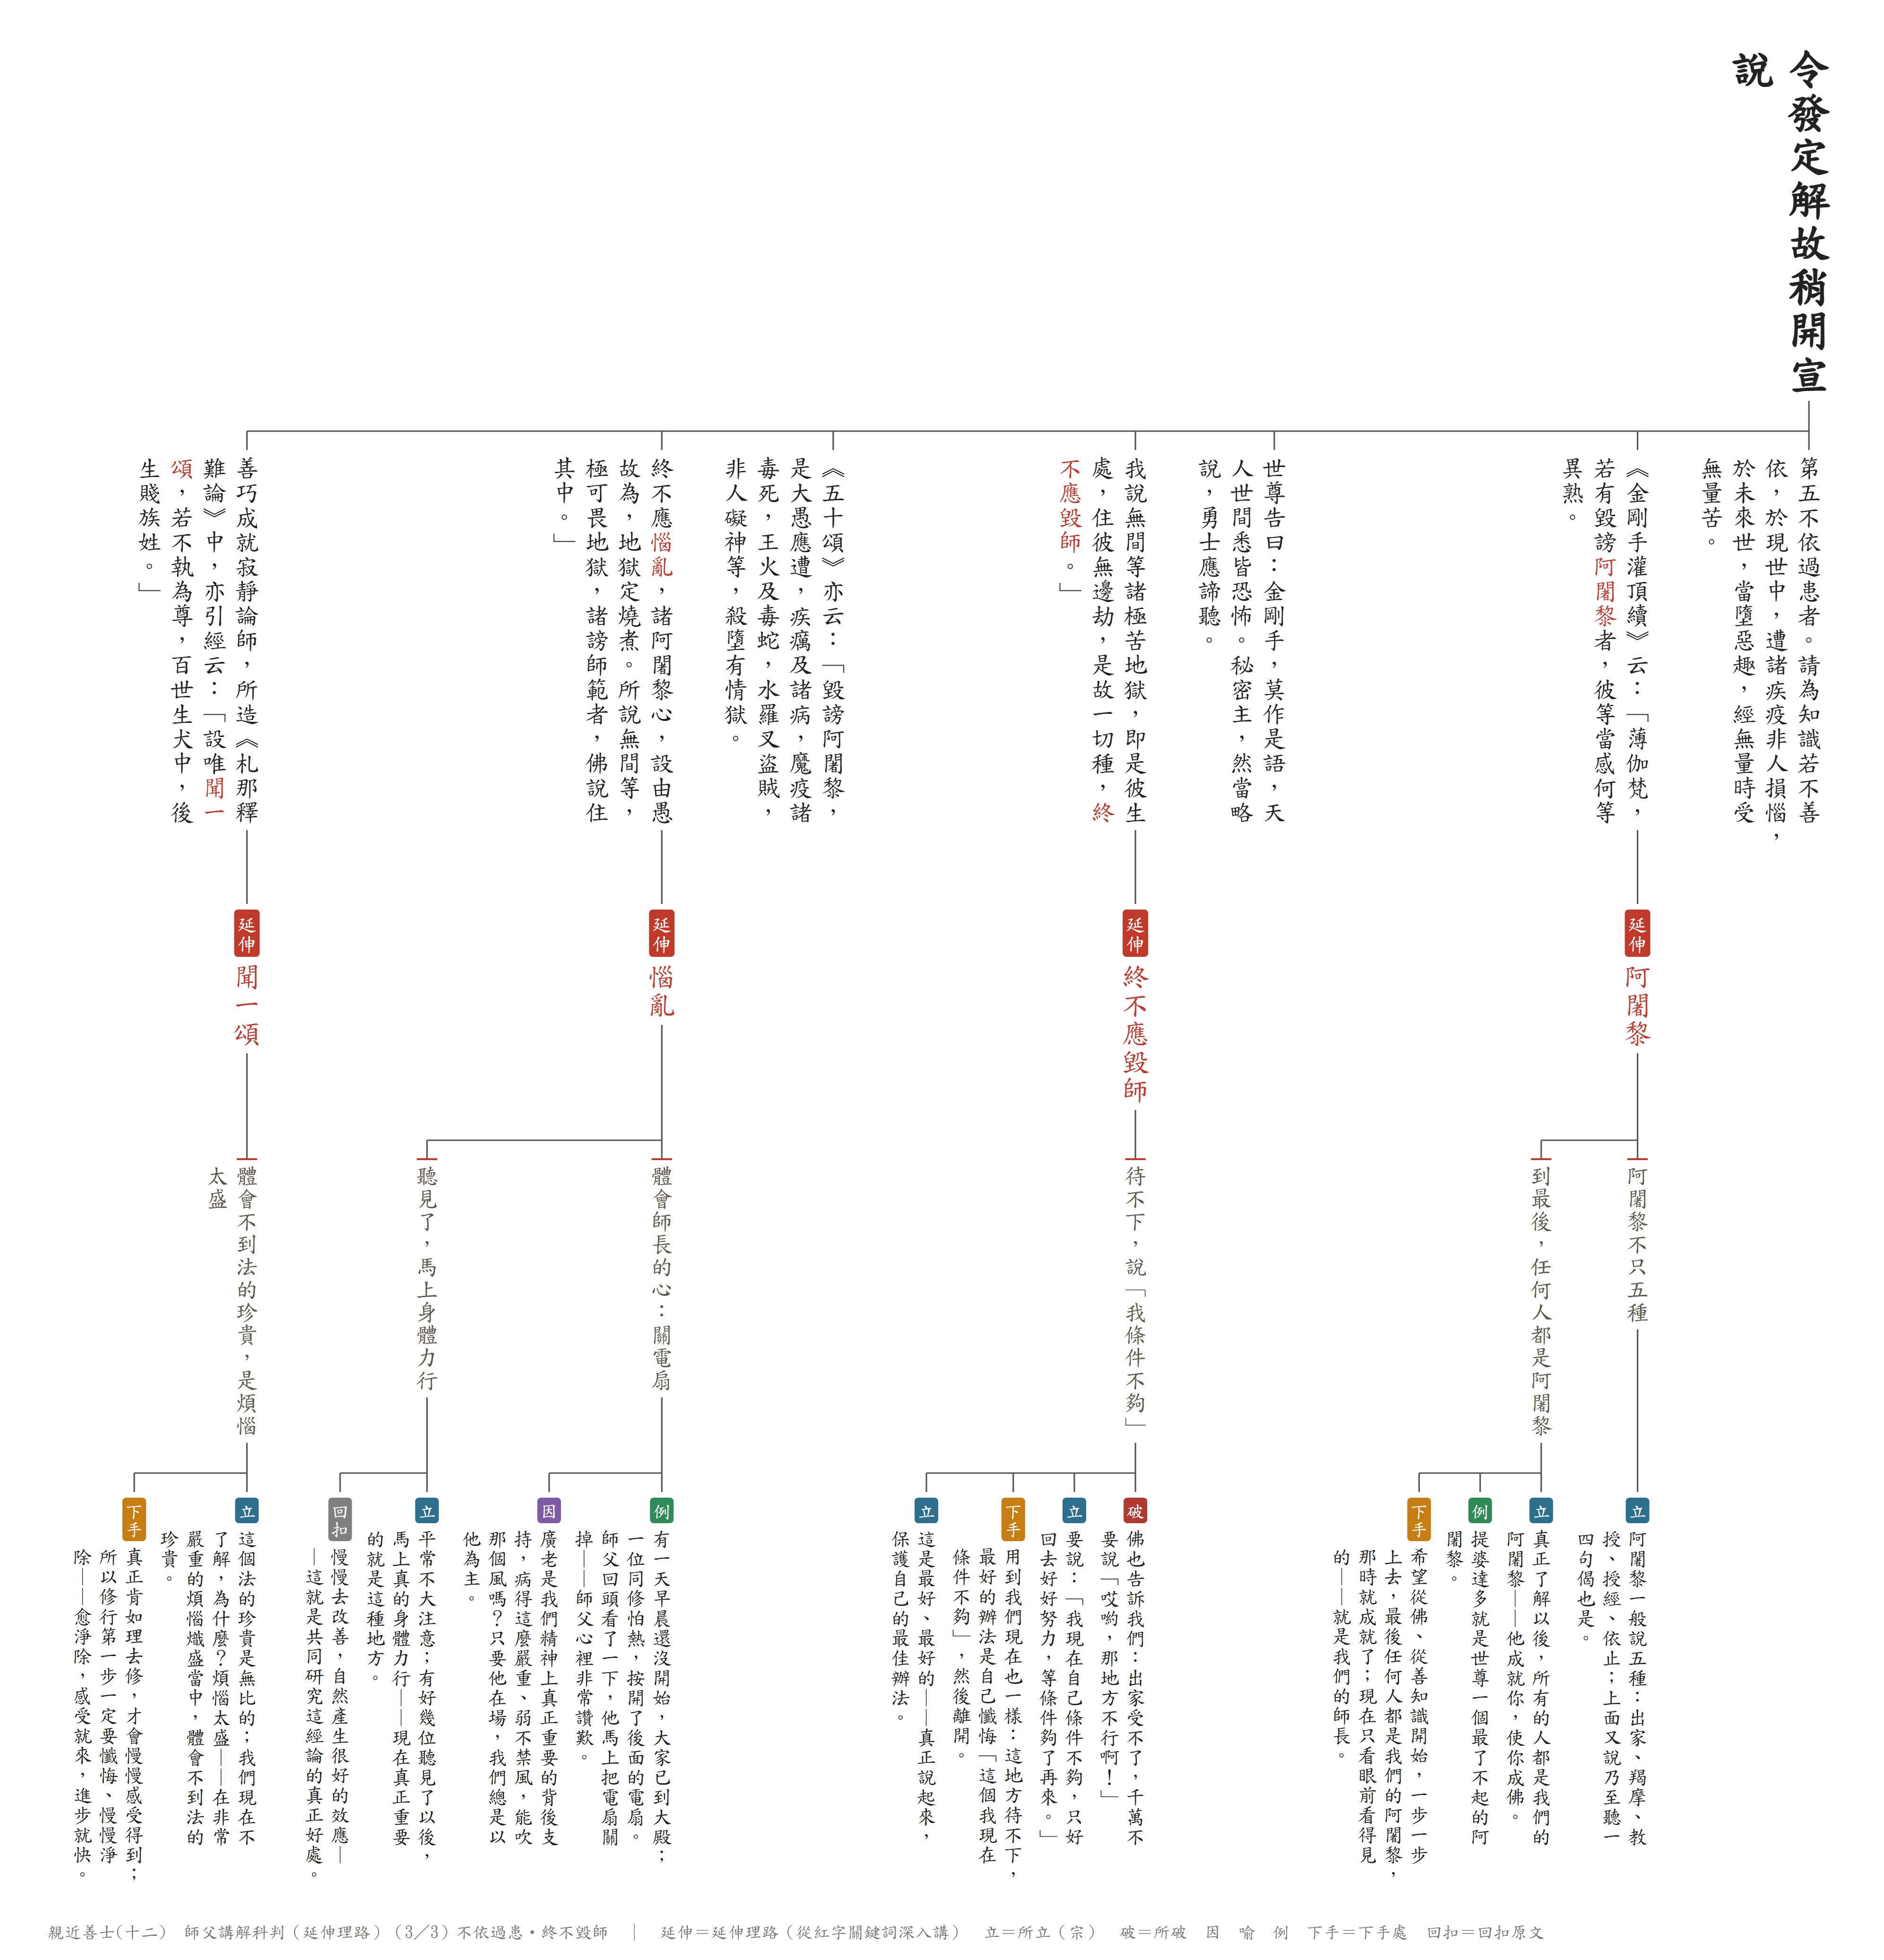 令發定解故稍開宣
說
第五不依過患者。請為知識若不善
依，於現世中，遭諸疾疫非人損惱，
於未來世，當墮惡趣，經無量時受
無量苦。
《金剛手灌頂續》云：「薄伽梵，
若有毀謗阿闍黎者，彼等當感何等
異熟。
世尊告曰：金剛手，莫作是語，天
人世間悉皆恐怖。秘密主，然當略
說，勇士應諦聽。
我說無間等諸極苦地獄，即是彼生
處，住彼無邊劫，是故一切種，終
不應毀師。」
《五十頌》亦云：「毀謗阿闍黎，
是大愚應遭，疾癘及諸病，魔疫諸
毒死，王火及毒蛇，水羅叉盜賊，
非人礙神等，殺墮有情獄。
終不應惱亂，諸阿闍黎心，設由愚
故為，地獄定燒煮。所說無間等，
極可畏地獄，諸謗師範者，佛說住
其中。」
善巧成就寂靜論師，所造《札那釋
難論》中，亦引經云：「設唯聞一
頌，若不執為尊，百世生犬中，後
生賤族姓。」
延伸
阿闍黎
延伸
終不應毀師
延伸
惱亂
延伸
聞一頌
阿闍黎不只五種
到最後，任何人都是阿闍黎
待不下，說「我條件不夠」
體會師長的心：關電扇
聽見了，馬上身體力行
體會不到法的珍貴，是煩惱
太盛
立
阿闍黎一般說五種：出家、羯摩、教
授、授經、依止；上面又說乃至聽一
四句偈也是。
立
真正了解以後，所有的人都是我們的
阿闍黎——他成就你，使你成佛。
例
提婆達多就是世尊一個最了不起的阿
闍黎。
下手
希望從佛、從善知識開始，一步一步
上去，最後任何人都是我們的阿闍黎，
那時就成就了；現在只看眼前看得見
的——就是我們的師長。
破
佛也告訴我們：出家受不了，千萬不
要說「哎喲，那地方不行啊！」
立
要說：「我現在自己條件不夠，只好
回去好好努力，等條件夠了再來。」
下手
用到我們現在也一樣：這地方待不下，
最好的辦法是自己懺悔「這個我現在
條件不夠」，然後離開。
立
這是最好、最好的——真正說起來，
保護自己的最佳辦法。
例
有一天早晨還沒開始，大家已到大殿；
一位同修怕熱，按開了後面的電扇。
師父回頭看了一下，他馬上把電扇關
掉——師父心裡非常讚歎。
因
廣老是我們精神上真正重要的背後支
持，病得這麼嚴重、弱不禁風，能吹
那個風嗎？只要他在場，我們總是以
他為主。
立
平常不大注意；有好幾位聽見了以後，
馬上真的身體力行——現在真正重要
的就是這種地方。
回扣
慢慢去改善，自然產生很好的效應—
—這就是共同研究這經論的真正好處。
立
這個法的珍貴是無比的；我們現在不
了解，為什麼？煩惱太盛——在非常
嚴重的煩惱熾盛當中，體會不到法的
珍貴。
下手
真正肯如理去修，才會慢慢感受得到；
所以修行第一步一定要懺悔、慢慢淨
除——愈淨除，感受就來，進步就快。
親近善士(十二)　師父講解科判（延伸理路）（3／3）不依過患・終不毀師　｜　延伸＝延伸理路（從紅字關鍵詞深入講）　立＝所立（宗）　破＝所破　因　喻　例　下手＝下手處　回扣＝回扣原文